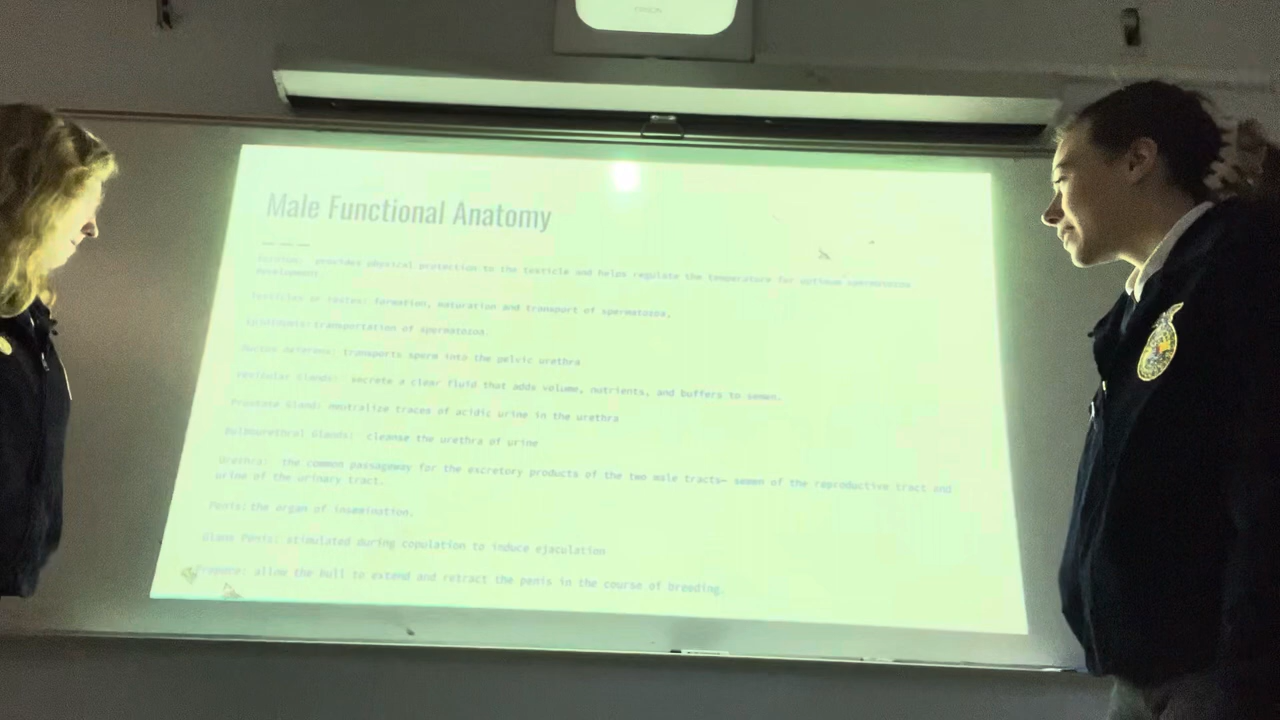 EPSON
Male Functional Anatomy
Scrotum: provides physical protection to the testicle and helps regulate the temperature for optimum spermatozoa
development
Testicles or testes: formation, maturation and transport of spermatozoa,
transportation of spermatozoa.
Ductus deferens: transports sperm into the pelvic urethra
Vesicular Glands: secrete a clear fluid that adds volume, nutrients, and buffers to semen.
Prostate Gland: neutralize traces of acidic urine in the urethra
Bulbourethral Glands: cleanse the urethra of urine
Urethra: the common passageway for the excretory products of the two male tracts- semen of the reproductive tract and
urine of the urinary tract.
Penis: the organ of insemination.
Glans Penis: stimulated during copulation to induce ejaculation
Prepuce: allow the bull to extend and retract the penis in the course of breeding.